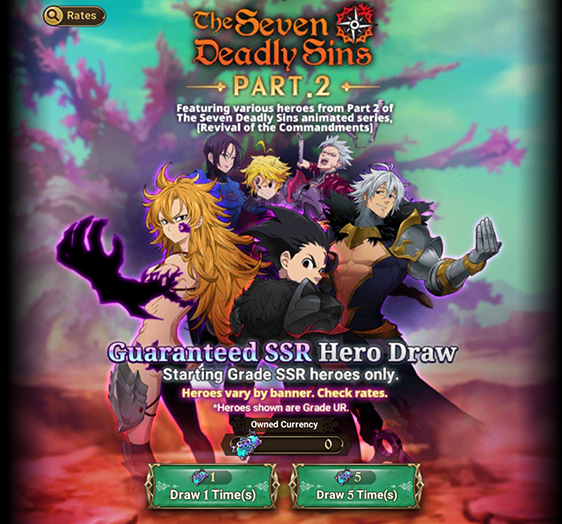 Rates
The Seven
Deadly Sins
PART.2
Featuring various heroes from Part 2 of
The Seven Deadly Sins animated series,
[Revival of the Commandments]
Guaranteed SSR Hero Draw
Starting Grade SSR heroes only.
Heroes vary by banner. Check rates.
*Heroes shown are Grade UR.
Owned Currency
0
1
Draw 1 Time(s)
5
Draw 5 Time(s)